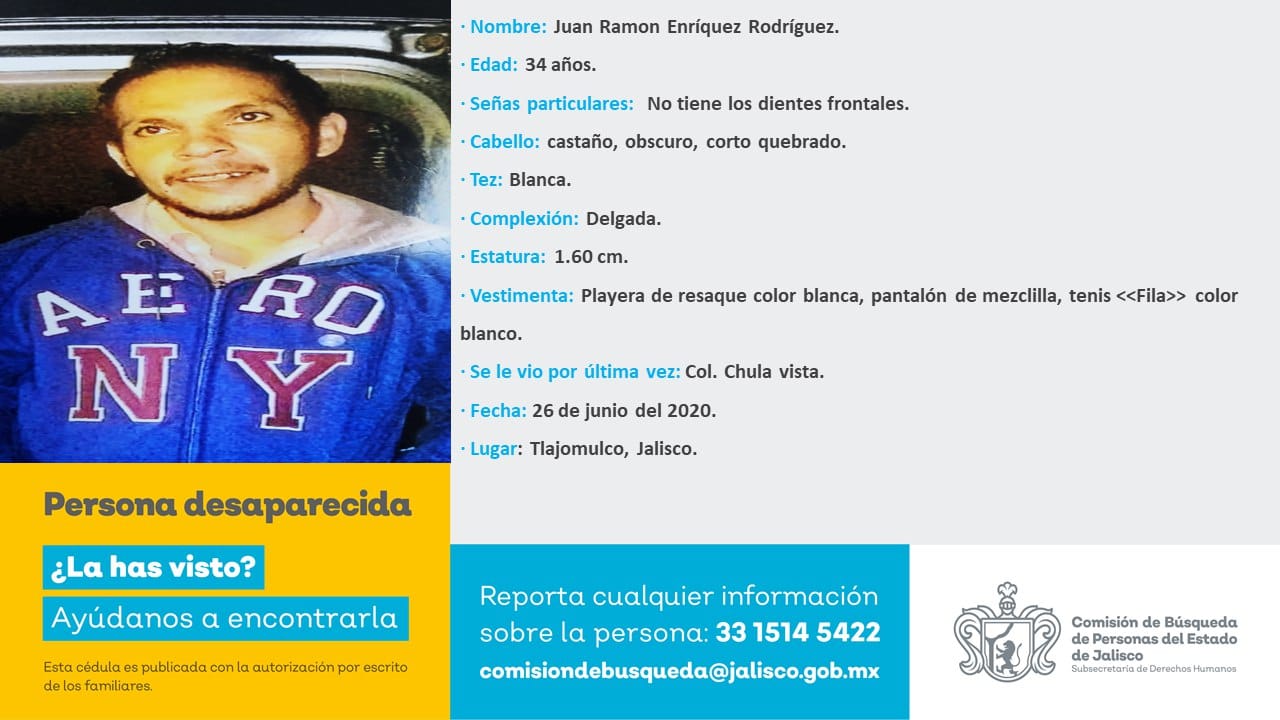 · Nombre: Juan Ramon Enríquez Rodríguez.
· Edad: 34 años.
· Señas particulares: No tiene los dientes frontales.
· Cabello: castaño, obscuro, corto quebrado.
· Tez: Blanca.
· Complexión: Delgada.
· Estatura: 1.60 cm.
· Vestimenta: Playera de resaque color blanca, pantalón de mezclilla, tenis <<Fila>> color
blanco.
· Se le vio por última vez: Col. Chula vista.
· Fecha: 26 de junio del 2020.
· Lugar: Tlajomulco, Jalisco.
AERO
NY
Persona desaparecida
¿La has visto?
Ayúdanos a encontrarla
Esta cédula es publicada con la autorización por escrito
de los familiares.
Reporta cualquier información
sobre la persona: 33 1514 5422
comisiondebusqueda@jalisco.gob.mx
Comisión de Búsqueda
de Personas del Estado
de Jalisco
Subsecretaría de Derechos Humanos